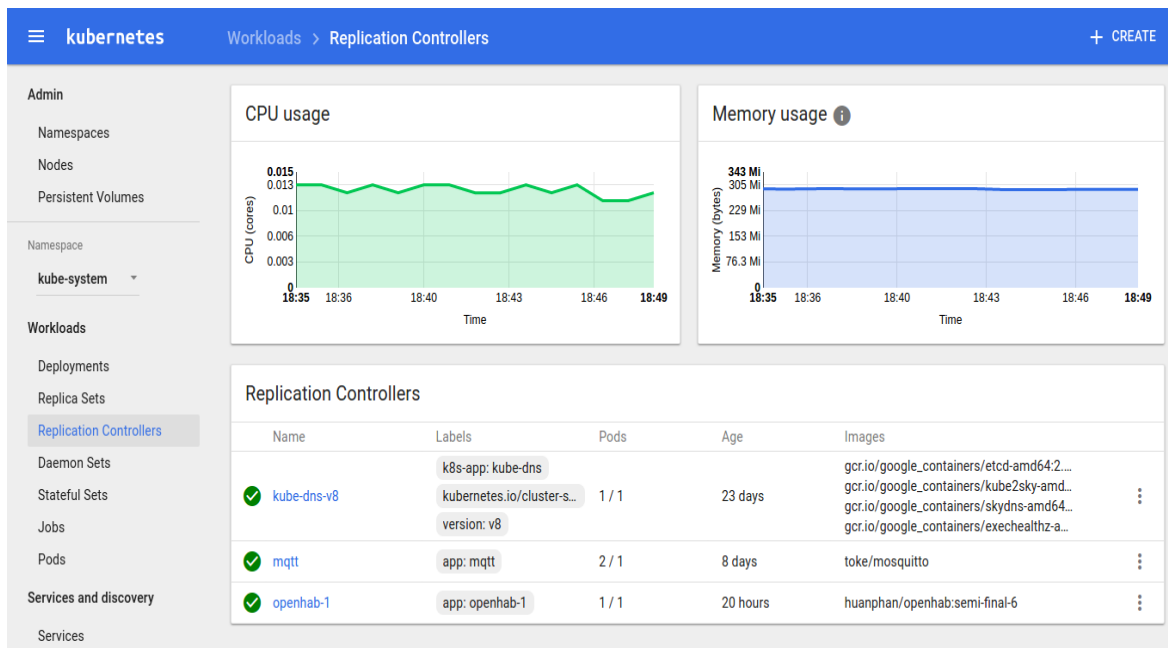 kubernetes
Workloads > Replication Controllers
+ CREATE
Admin
Namespaces
Nodes
Persistent Volumes
Namespace
kube-system
Workloads
Deployments
Replica Sets
Replication Controllers
Daemon Sets
Stateful Sets
Jobs
Pods
Services and discovery
Services
CPU usage
CPU (cores)
0.015
0.013
0.01
0.006
0.003
0
18:35 18:36 18:40 18:43 18:46 18:49
Time
Memory usage i
Memory (bytes)
343 Mi
305 Mi
229 Mi
153 Mi
76.3 Mi
0
18:35 18:36 18:40 18:43 18:46 18:49
Time
Replication Controllers
Name Labels Pods Age Images
kube-dns-v8
k8s-app: kube-dns
kubernetes.io/cluster-s...
version: v8
1 / 1
23 days
gcr.io/google_containers/etcd-amd64:2....
gcr.io/google_containers/kube2sky-amd...
gcr.io/google_containers/skydns-amd64...
gcr.io/google_containers/exechealthz-a...
mqtt app: mqtt 2 / 1 8 days toke/mosquitto
openhab-1 app: openhab-1 1 / 1 20 hours huanphan/openhab:semi-final-6